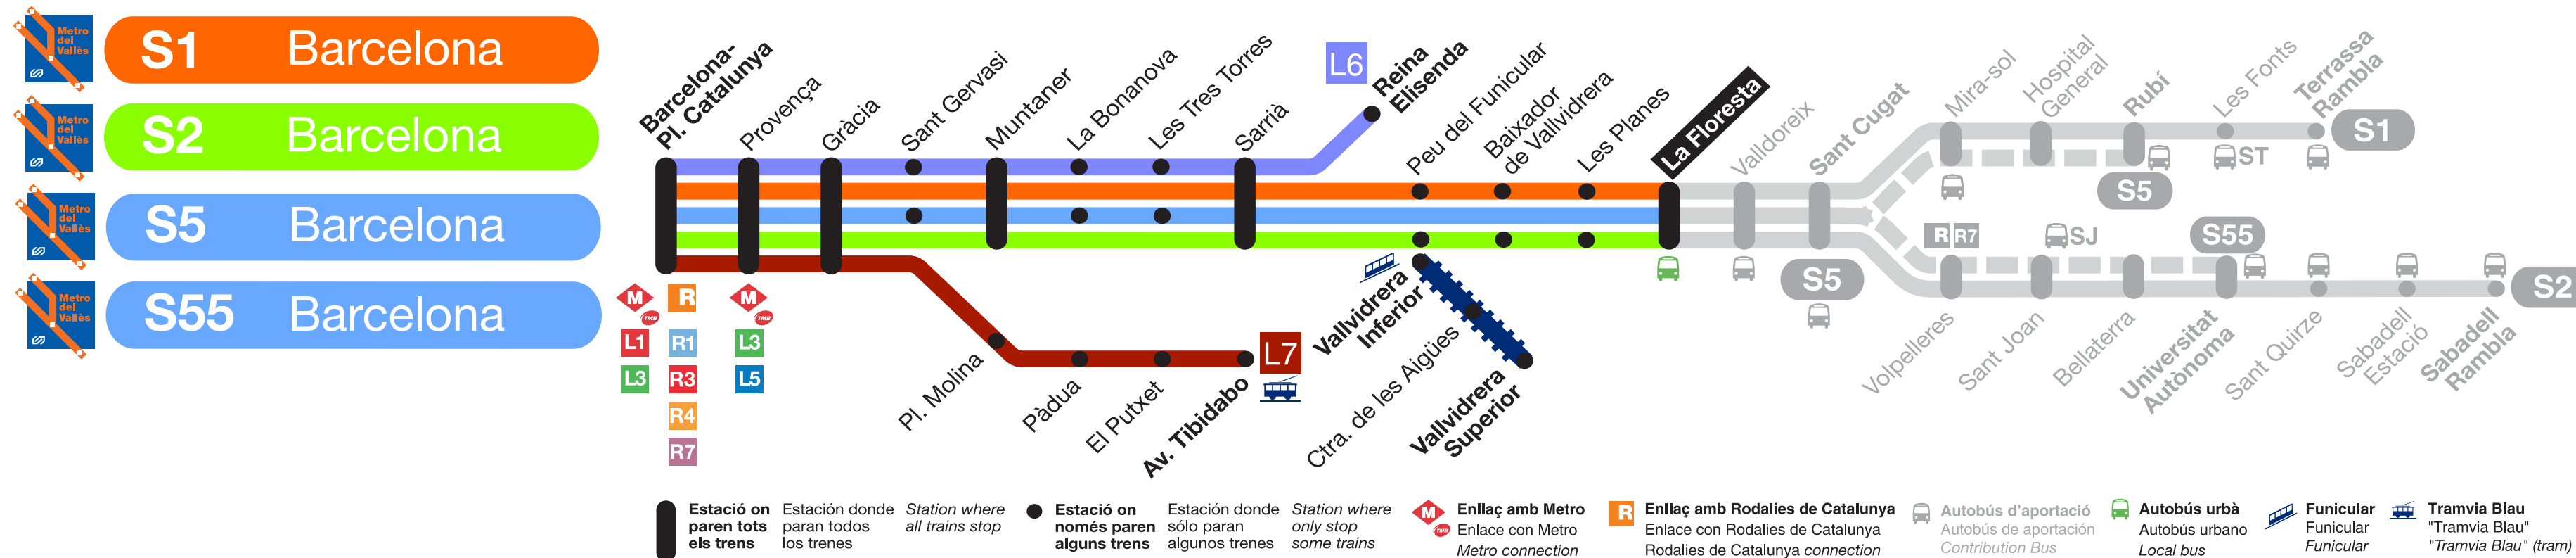 Metro
del
Vallès
S1 Barcelona
Metro
del
Vallès
S2 Barcelona
Metro
del
Vallès
S5 Barcelona
Metro
del
Vallès
S55 Barcelona
Barcelona-
Pl. Catalunya
Provença
Gràcia
Sant Gervasi
Muntaner
La Bonanova
Les Tres Torres
Sarrià
L6
Reina
Elisenda
Peu del Funicular
Baixador
de Vallvidrera
Les Planes
La Floresta
Valldoreix
Sant Cugat
Mira-sol
Hospital
General
Rubí
Les Fonts
Terrassa
Rambla
S1
ST
S5
R R7
SJ
S55
S5
S2
M
TMB
R
M
TMB
L1
R1
L3
L3
R3
L5
R4
R7
Pl. Molina
Pàdua
El Putxet
Av. Tibidabo
L7
Vallvidrera
Inferior
Ctra. de les Aigües
Vallvidrera
Superior
Volpelleres
Sant Joan
Bellaterra
Universitat
Autònoma
Sant Quirze
Sabadell
Estació
Sabadell
Rambla
Estació on
paren tots
els trens
Estación donde
paran todos
los trenes
Station where
all trains stop
Estació on
només paren
alguns trens
Estación donde
sólo paran
algunos trenes
Station where
only stop
some trains
M
TMB
Enllaç amb Metro
Enlace con Metro
Metro connection
R
Enllaç amb Rodalies de Catalunya
Enlace con Rodalies de Catalunya
Rodalies de Catalunya connection
Autobús d'aportació
Autobús de aportación
Contribution Bus
Autobús urbà
Autobús urbano
Local bus
Funicular
Funicular
Funicular
Tramvia Blau
"Tramvia Blau"
"Tramvia Blau" (tram)